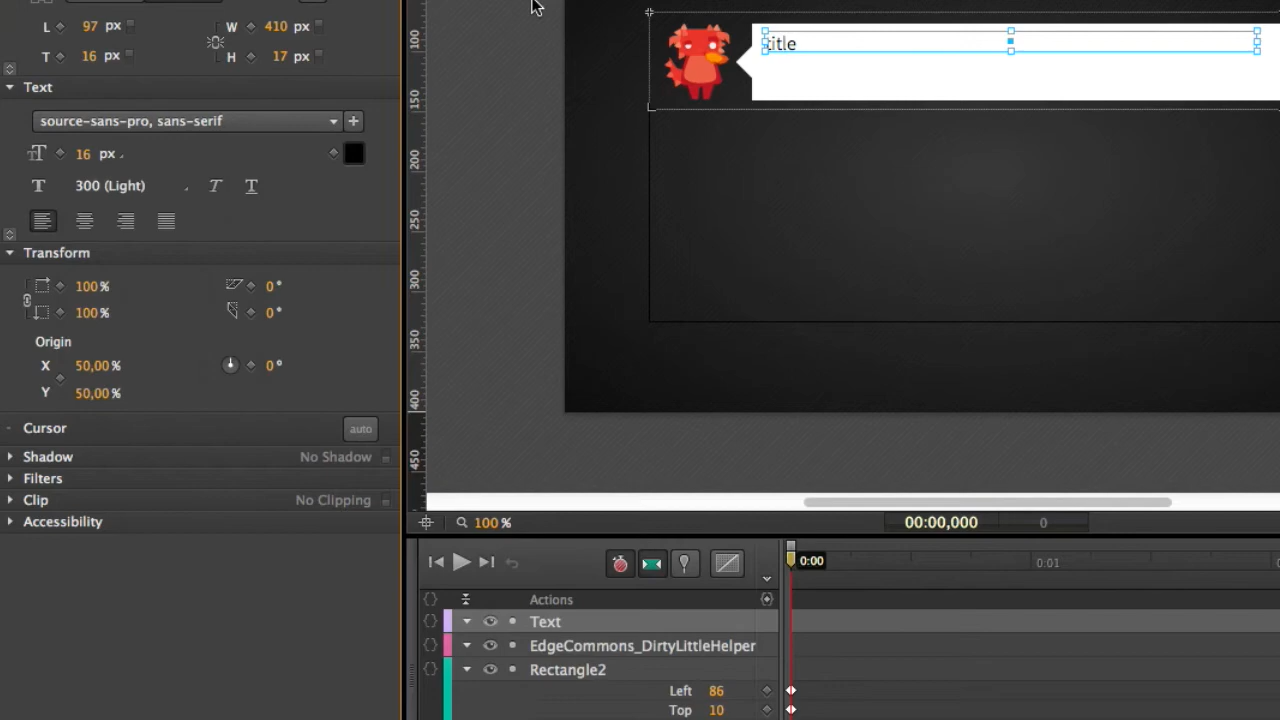 L 97 px W 410 px
T 16 px H 17 px
Text
source-sans-pro, sans-serif
16 px
300 (Light)
Transform
100 % 0 °
100 % 0 °
Origin
X 50,00 % 0 °
Y 50,00 %
Cursor auto
Shadow No Shadow
Filters
Clip No Clipping
Accessibility
100
150
200
250
300
350
400
450
title
100 % 00:00,000 0
0:00 0:01
Actions
Text
EdgeCommons_DirtyLittleHelper
Rectangle2
Left 86
Top 10